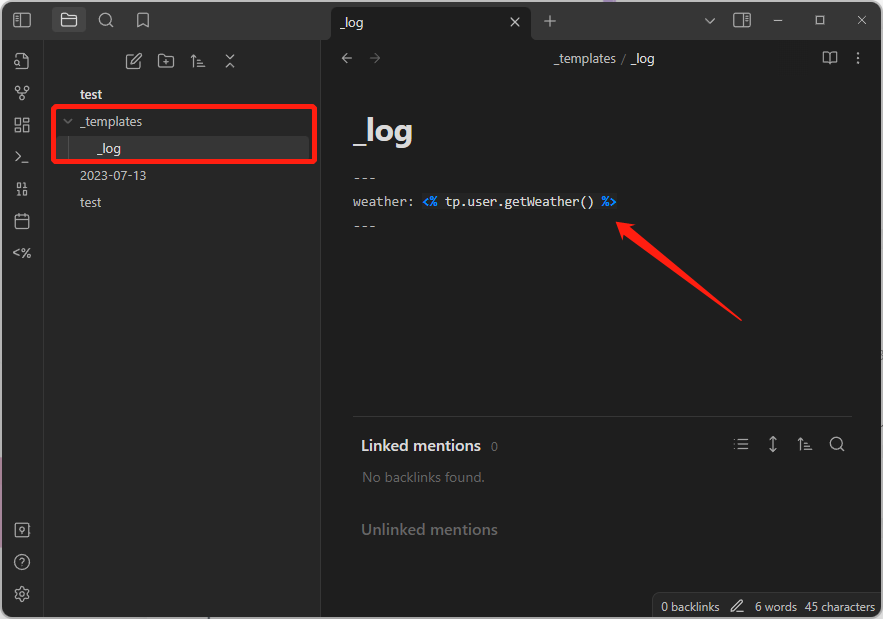 _log
_templates / _log
test
_templates
_log
2023-07-13
test
<%
_log
---
weather: <% tp.user.getWeather() %>
---
Linked mentions 0
No backlinks found.
Unlinked mentions
0 backlinks 6 words 45 characters